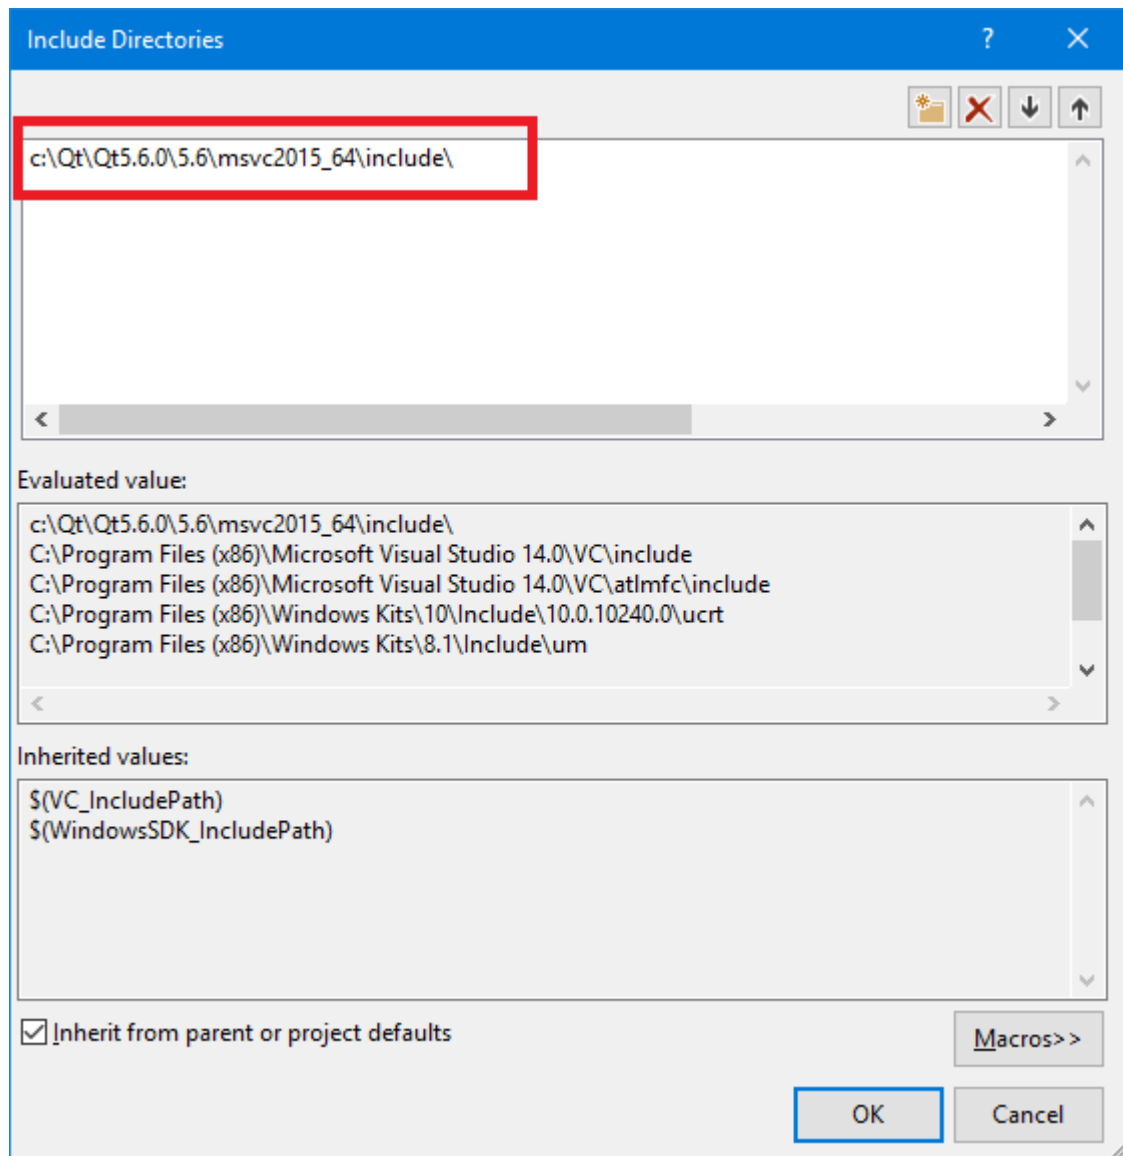 Include Directories
?
c:\Qt\Qt5.6.0\5.6\msvc2015_64\include\
Evaluated value:
c:\Qt\Qt5.6.0\5.6\msvc2015_64\include\
C:\Program Files (x86)\Microsoft Visual Studio 14.0\VC\include
C:\Program Files (x86)\Microsoft Visual Studio 14.0\VC\atlmfc\include
C:\Program Files (x86)\Windows Kits\10\Include\10.0.10240.0\ucrt
C:\Program Files (x86)\Windows Kits\8.1\Include\um
Inherited values:
$(VC_IncludePath)
$(WindowsSDK_IncludePath)
Inherit from parent or project defaults
Macros>>
OK
Cancel